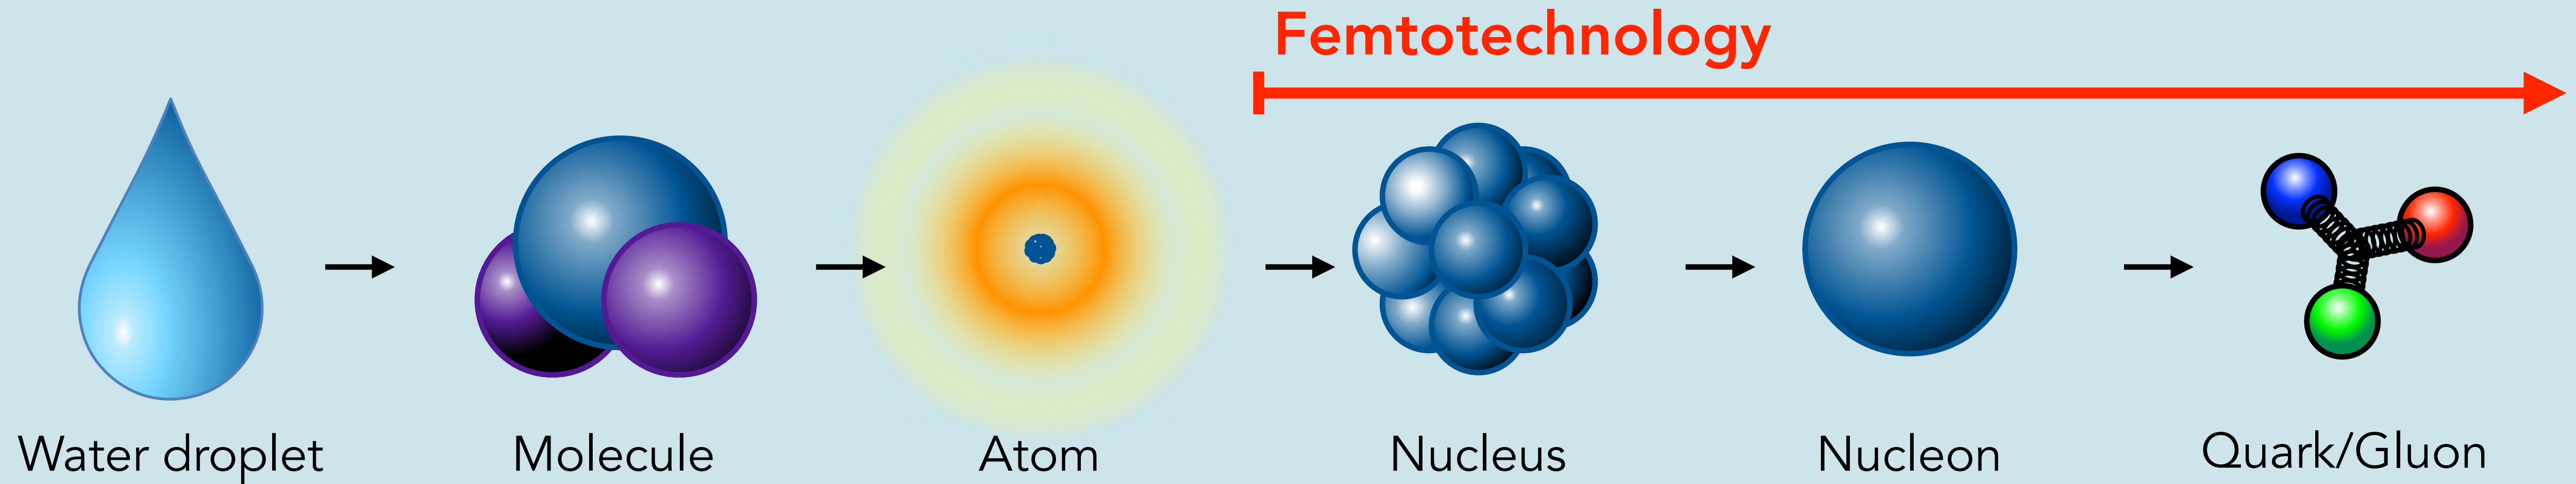 Femtotechnology
Water droplet
Molecule
Atom
Nucleus
Nucleon
Quark/Gluon